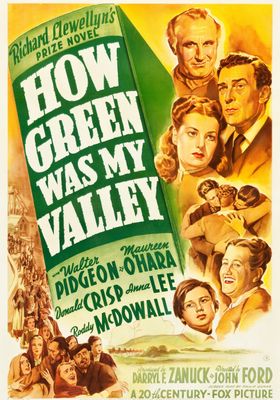 Richard Llewellyn's
PRIZE NOVEL
HOW
GREEN
WAS MY
VALLEY
with Walter PIDGEON · Maureen O'HARA
Donald CRISP · Anna LEE
Roddy McDOWALL
Produced by DARRYL F. ZANUCK
Directed by JOHN FORD
A 20th CENTURY-FOX PICTURE